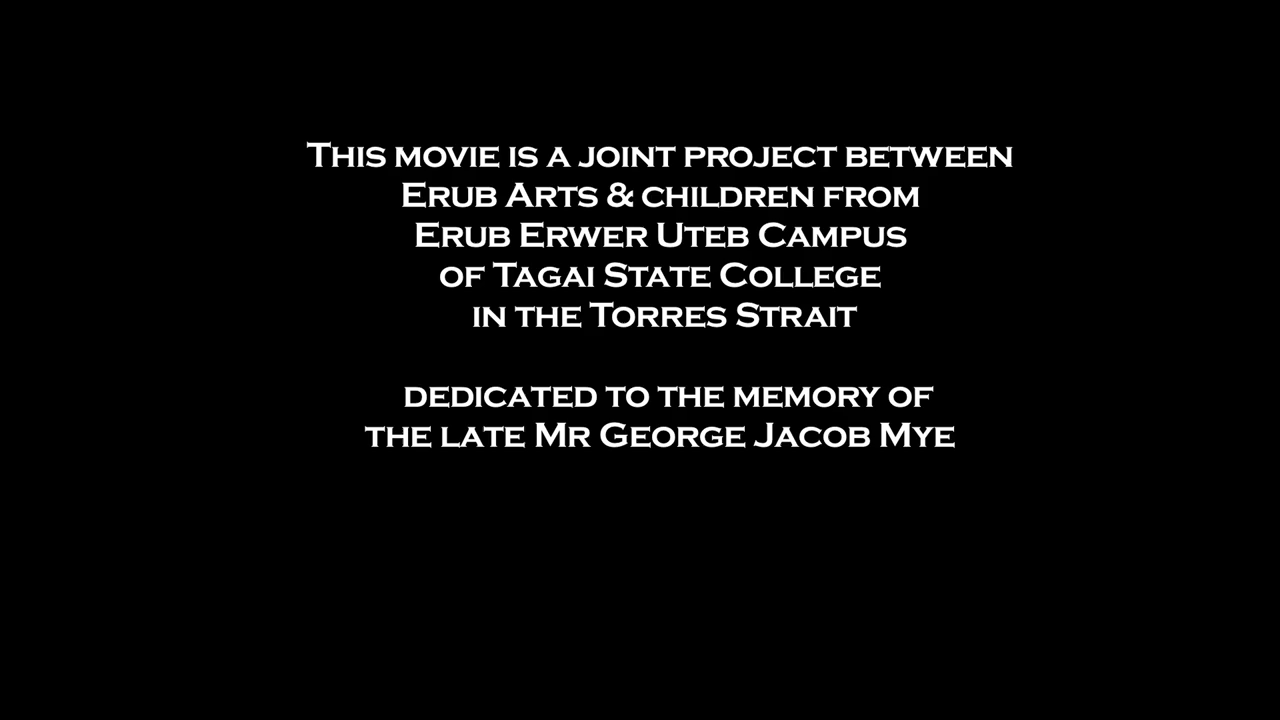 This movie is a joint project between
Erub Arts & children from
Erub Erwer Uteb Campus
of Tagai State College
in the Torres Strait
dedicated to the memory of
the late Mr George Jacob Mye